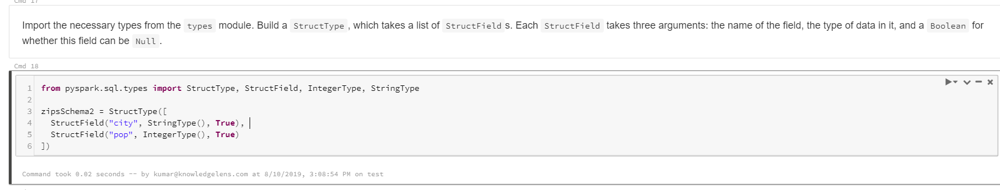 Cmd 17
Import the necessary types from the types module. Build a StructType, which takes a list of StructFields. Each StructField takes three arguments: the name of the field, the type of data in it, and a Boolean for
whether this field can be Null.
Cmd 18
1 from pyspark.sql.types import StructType, StructField, IntegerType, StringType
2
3 zipsSchema2 = StructType([
4   StructField("city", StringType(), True),
5   StructField("pop", IntegerType(), True)
6 ])
Command took 0.02 seconds -- by kumar@knowledgelens.com at 8/10/2019, 3:08:54 PM on test